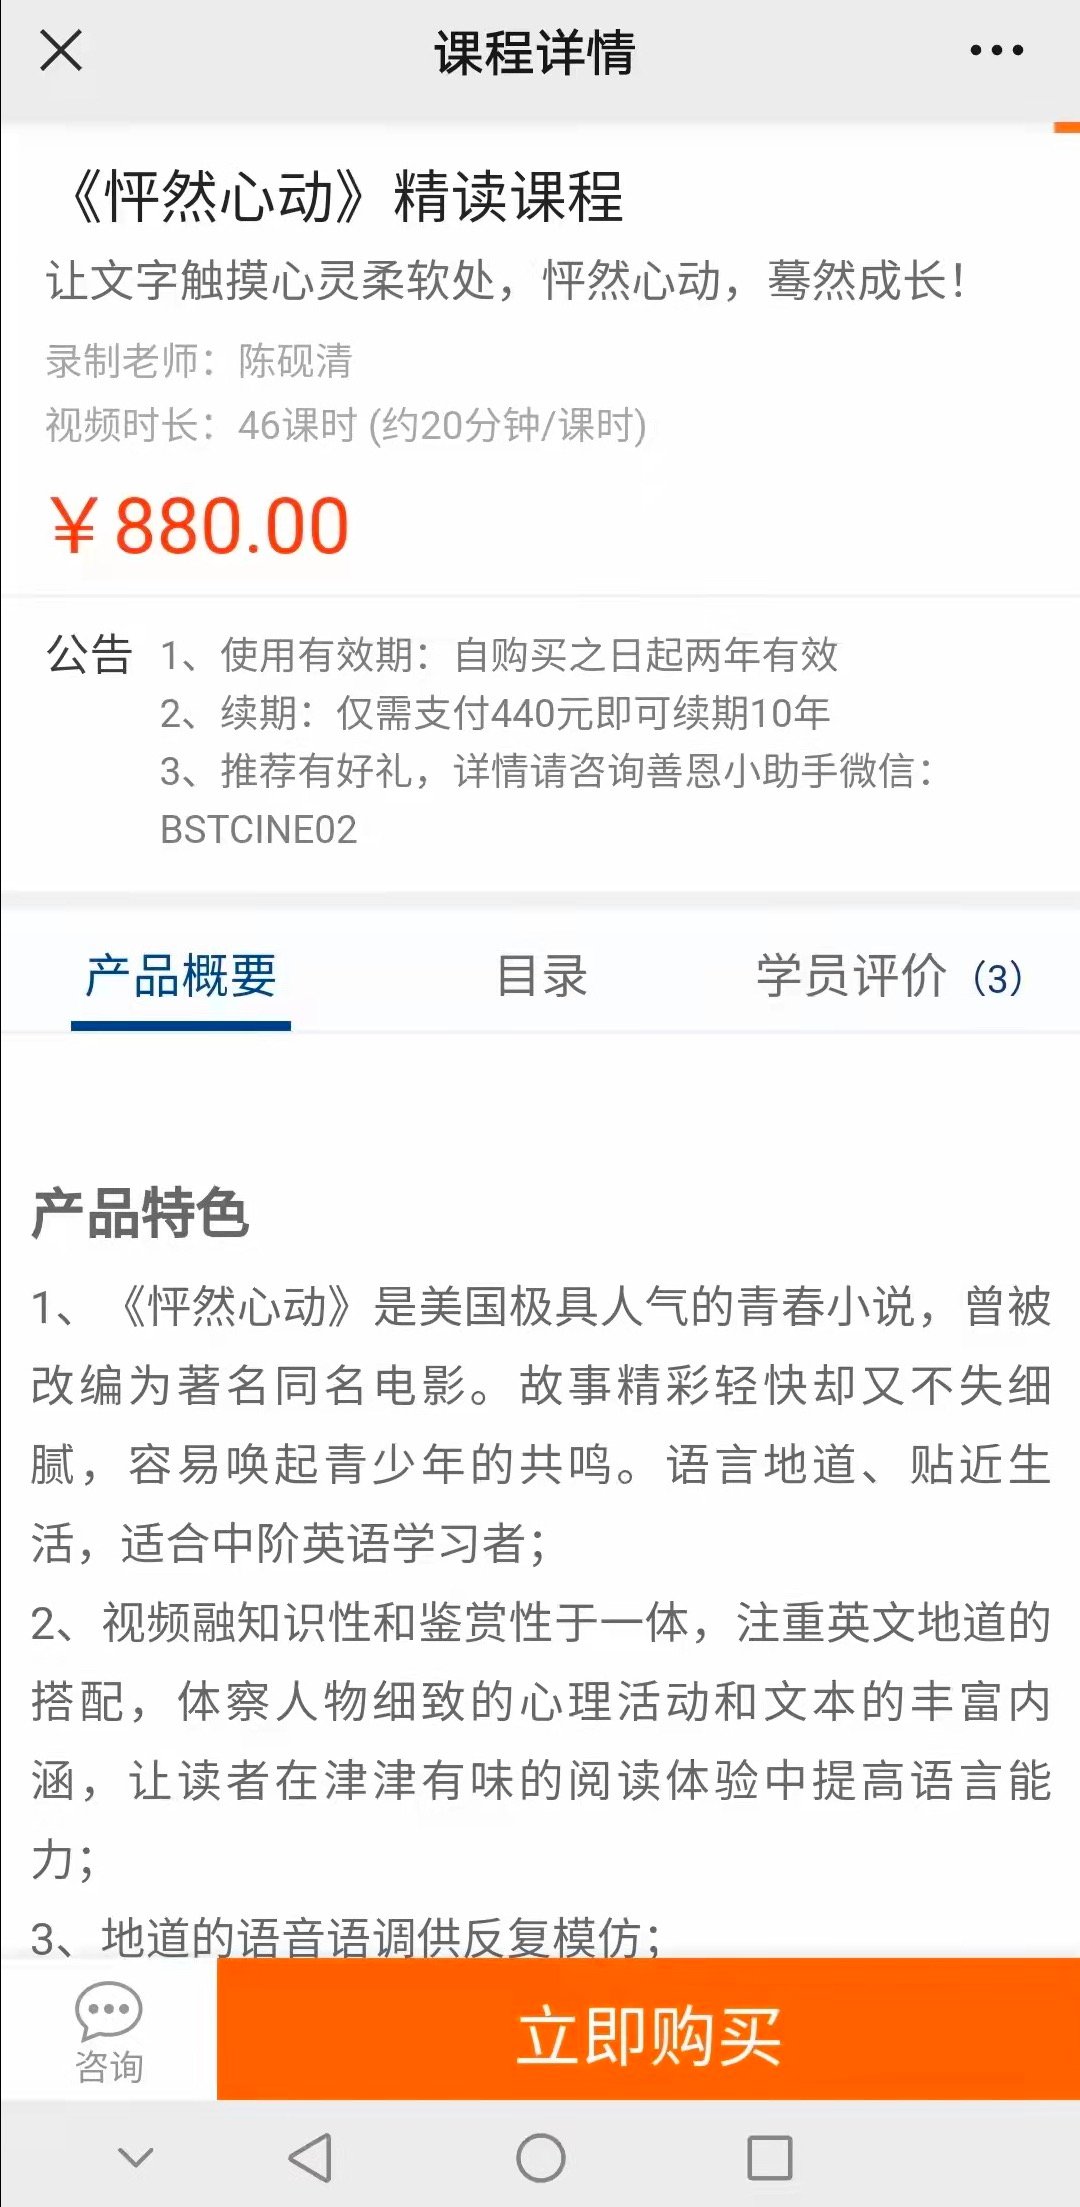 课程详情
《怦然心动》精读课程
让文字触摸心灵柔软处，怦然心动，蓦然成长！
录制老师：陈砚清
视频时长：46课时 (约20分钟/课时)
￥880.00
公告 1、使用有效期：自购买之日起两年有效
2、续期：仅需支付440元即可续期10年
3、推荐有好礼，详情请咨询善恩小助手微信：
BSTCINE02
产品概要 目录 学员评价（3）
产品特色
1、《怦然心动》是美国极具人气的青春小说，曾被
改编为著名同名电影。故事精彩轻快却又不失细
腻，容易唤起青少年的共鸣。语言地道、贴近生
活，适合中阶英语学习者；
2、视频融知识性和鉴赏性于一体，注重英文地道的
搭配，体察人物细致的心理活动和文本的丰富内
涵，让读者在津津有味的阅读体验中提高语言能
力；
3、地道的语音语调供反复模仿；
咨询
立即购买